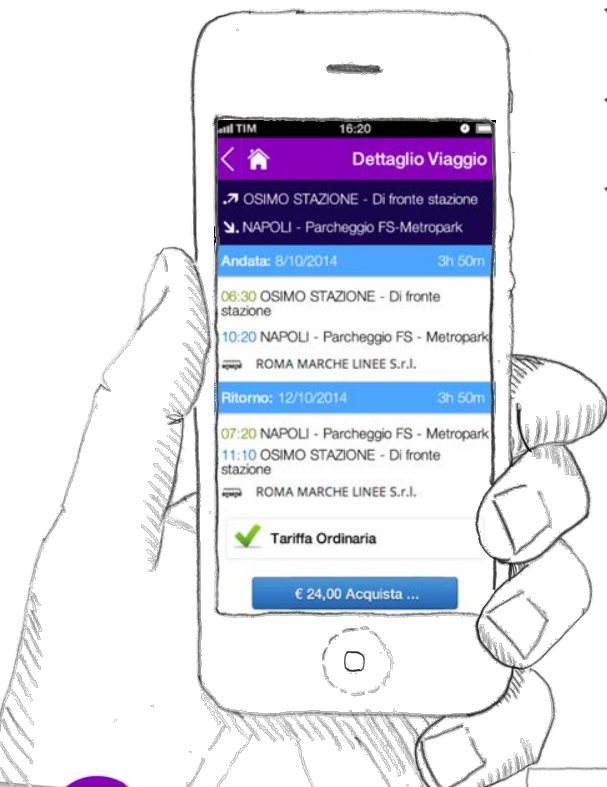 TIM 16:20
Dettaglio Viaggio
OSIMO STAZIONE - Di fronte stazione
NAPOLI - Parcheggio FS-Metropark
Andata: 8/10/2014 3h 50m
06:30 OSIMO STAZIONE - Di fronte
stazione
10:20 NAPOLI - Parcheggio FS - Metropark
ROMA MARCHE LINEE S.r.l.
Ritorno: 12/10/2014 3h 50m
07:20 NAPOLI - Parcheggio FS - Metropark
11:10 OSIMO STAZIONE - Di fronte
stazione
ROMA MARCHE LINEE S.r.l.
Tariffa Ordinaria
€ 24,00 Acquista ...